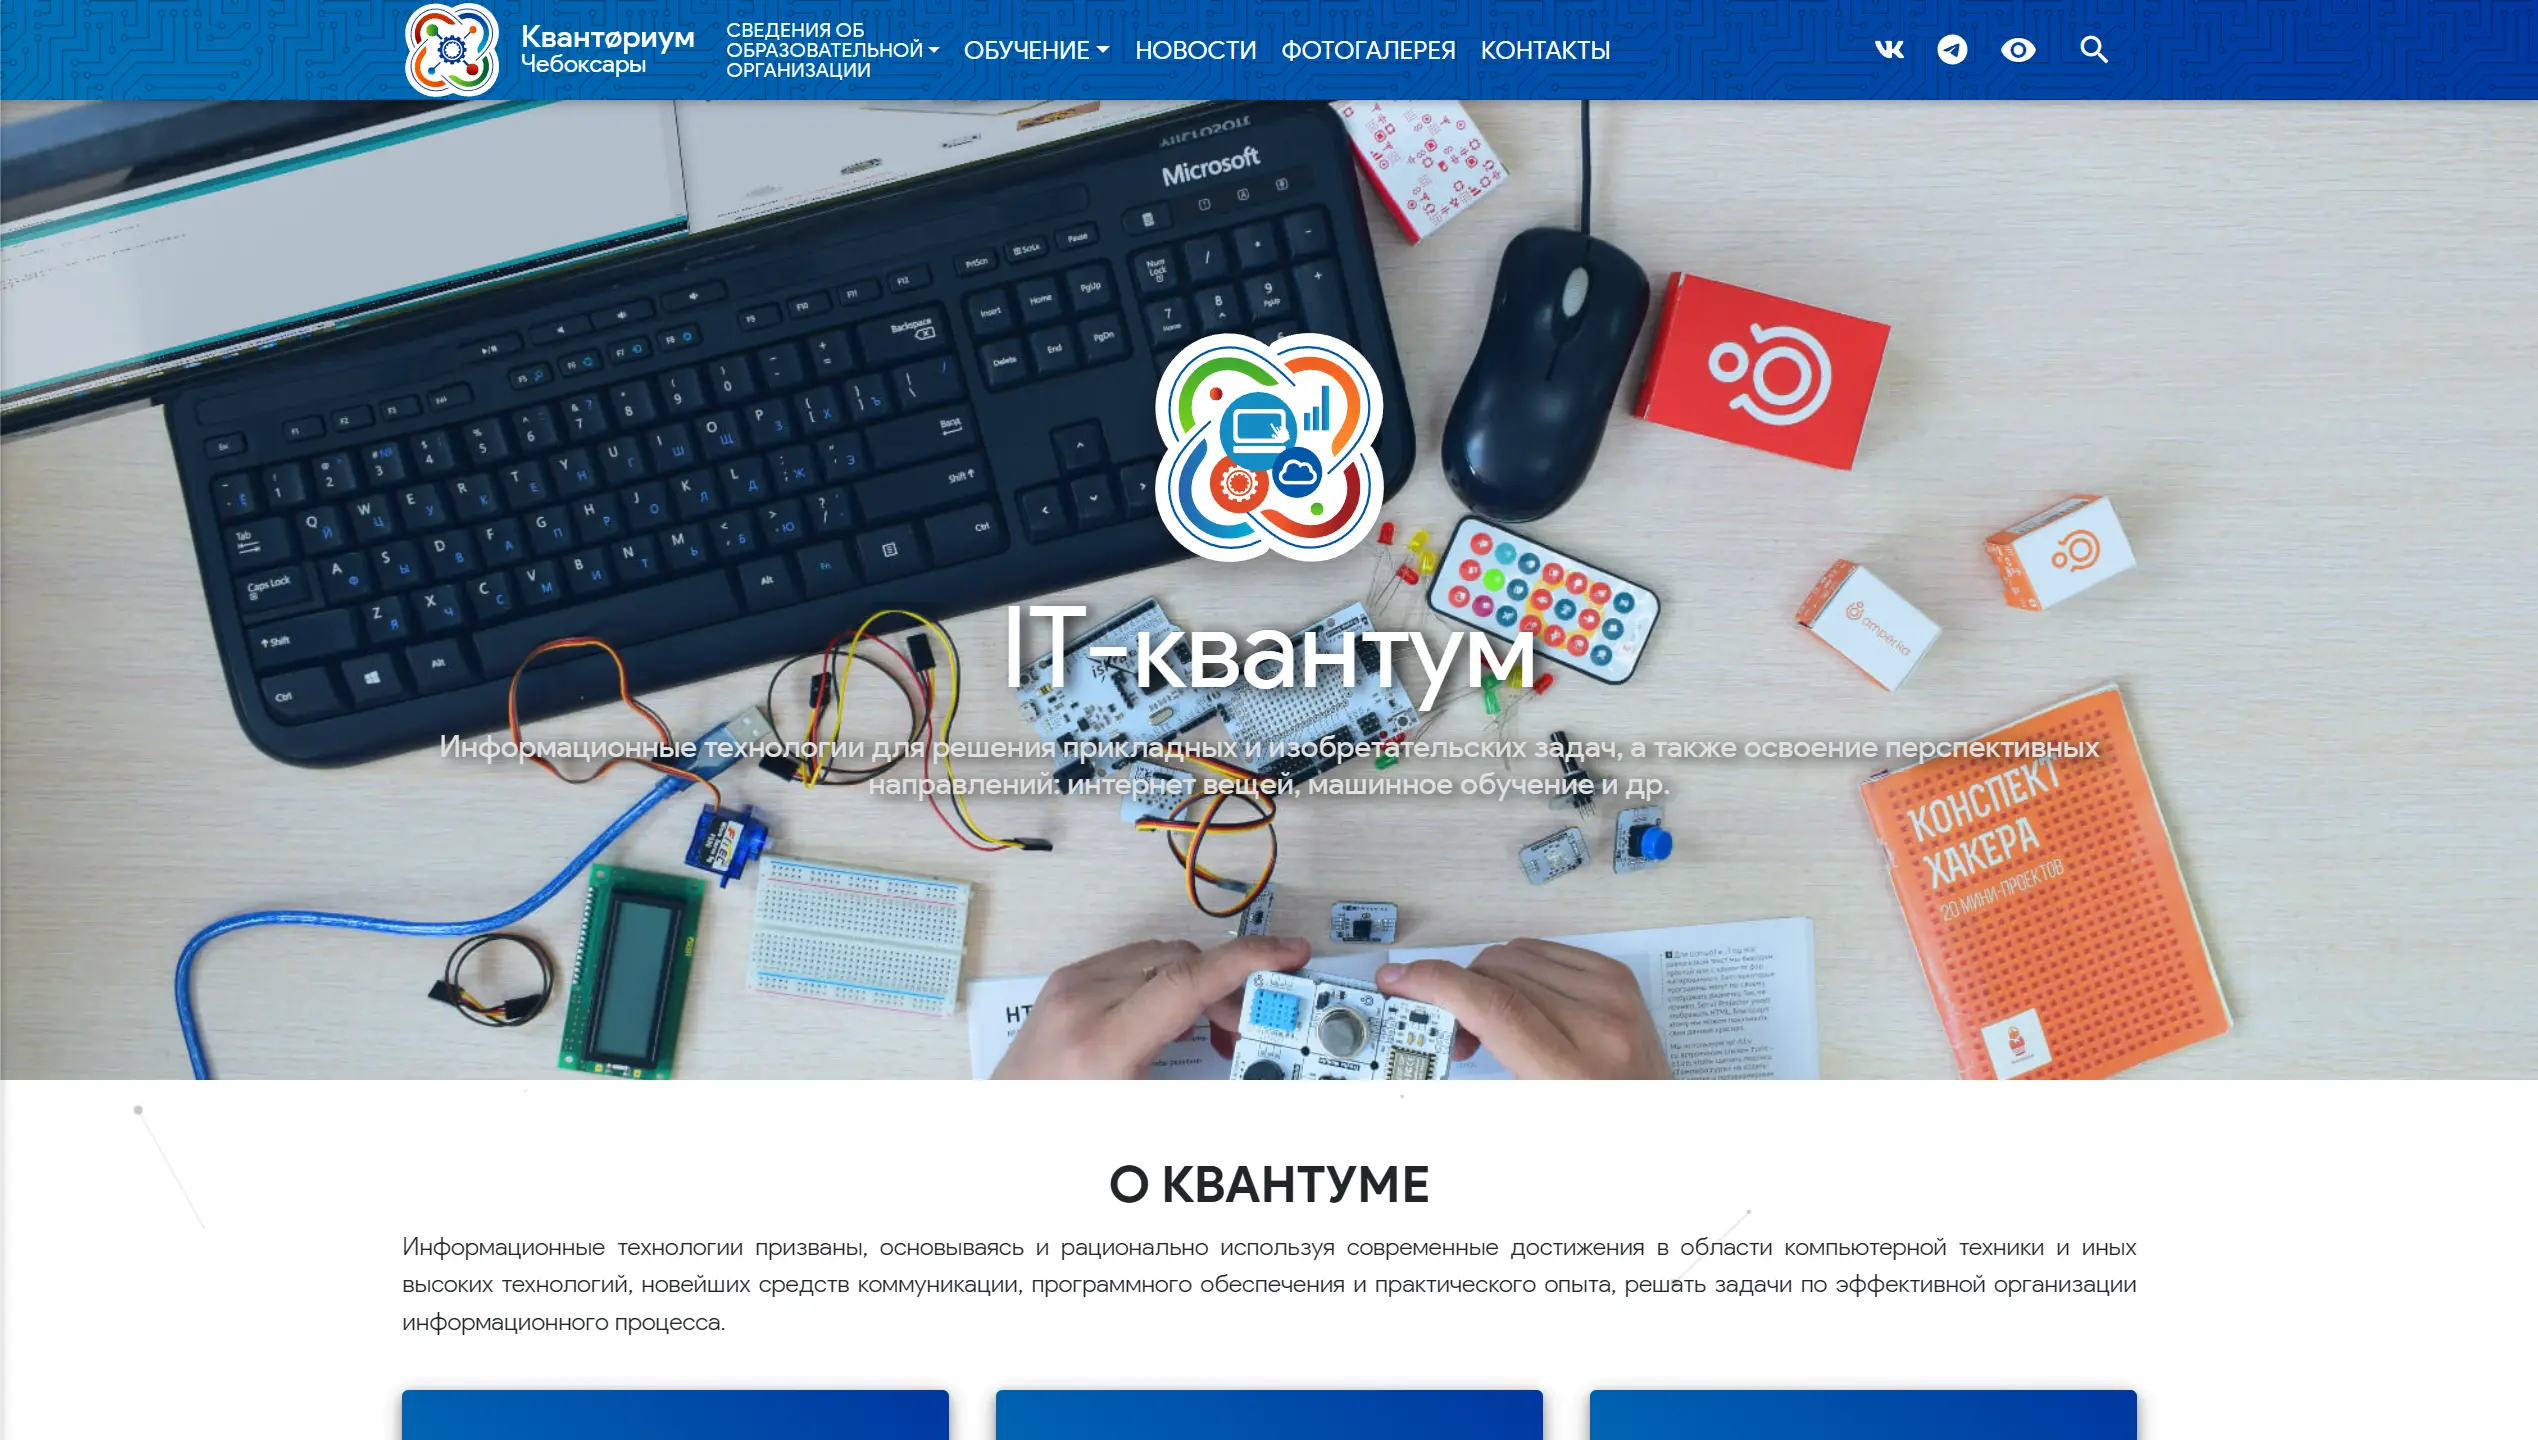 Кванториум
Чебоксары
СВЕДЕНИЯ ОБ
ОБРАЗОВАТЕЛЬНОЙ
ОРГАНИЗАЦИИ
ОБУЧЕНИЕ
НОВОСТИ
ФОТОГАЛЕРЕЯ
КОНТАКТЫ
Microsoft
IT-квантум
Информационные технологии для решения прикладных и изобретательских задач, а также освоение перспективных
направлений: интернет вещей, машинное обучение и др.
amperka
КОНСПЕКТ
ХАКЕРА
20 МИНИ-ПРОЕКТОВ
О КВАНТУМЕ
Информационные технологии призваны, основываясь и рационально используя современные достижения в области компьютерной техники и иных
высоких технологий, новейших средств коммуникации, программного обеспечения и практического опыта, решать задачи по эффективной организации
информационного процесса.